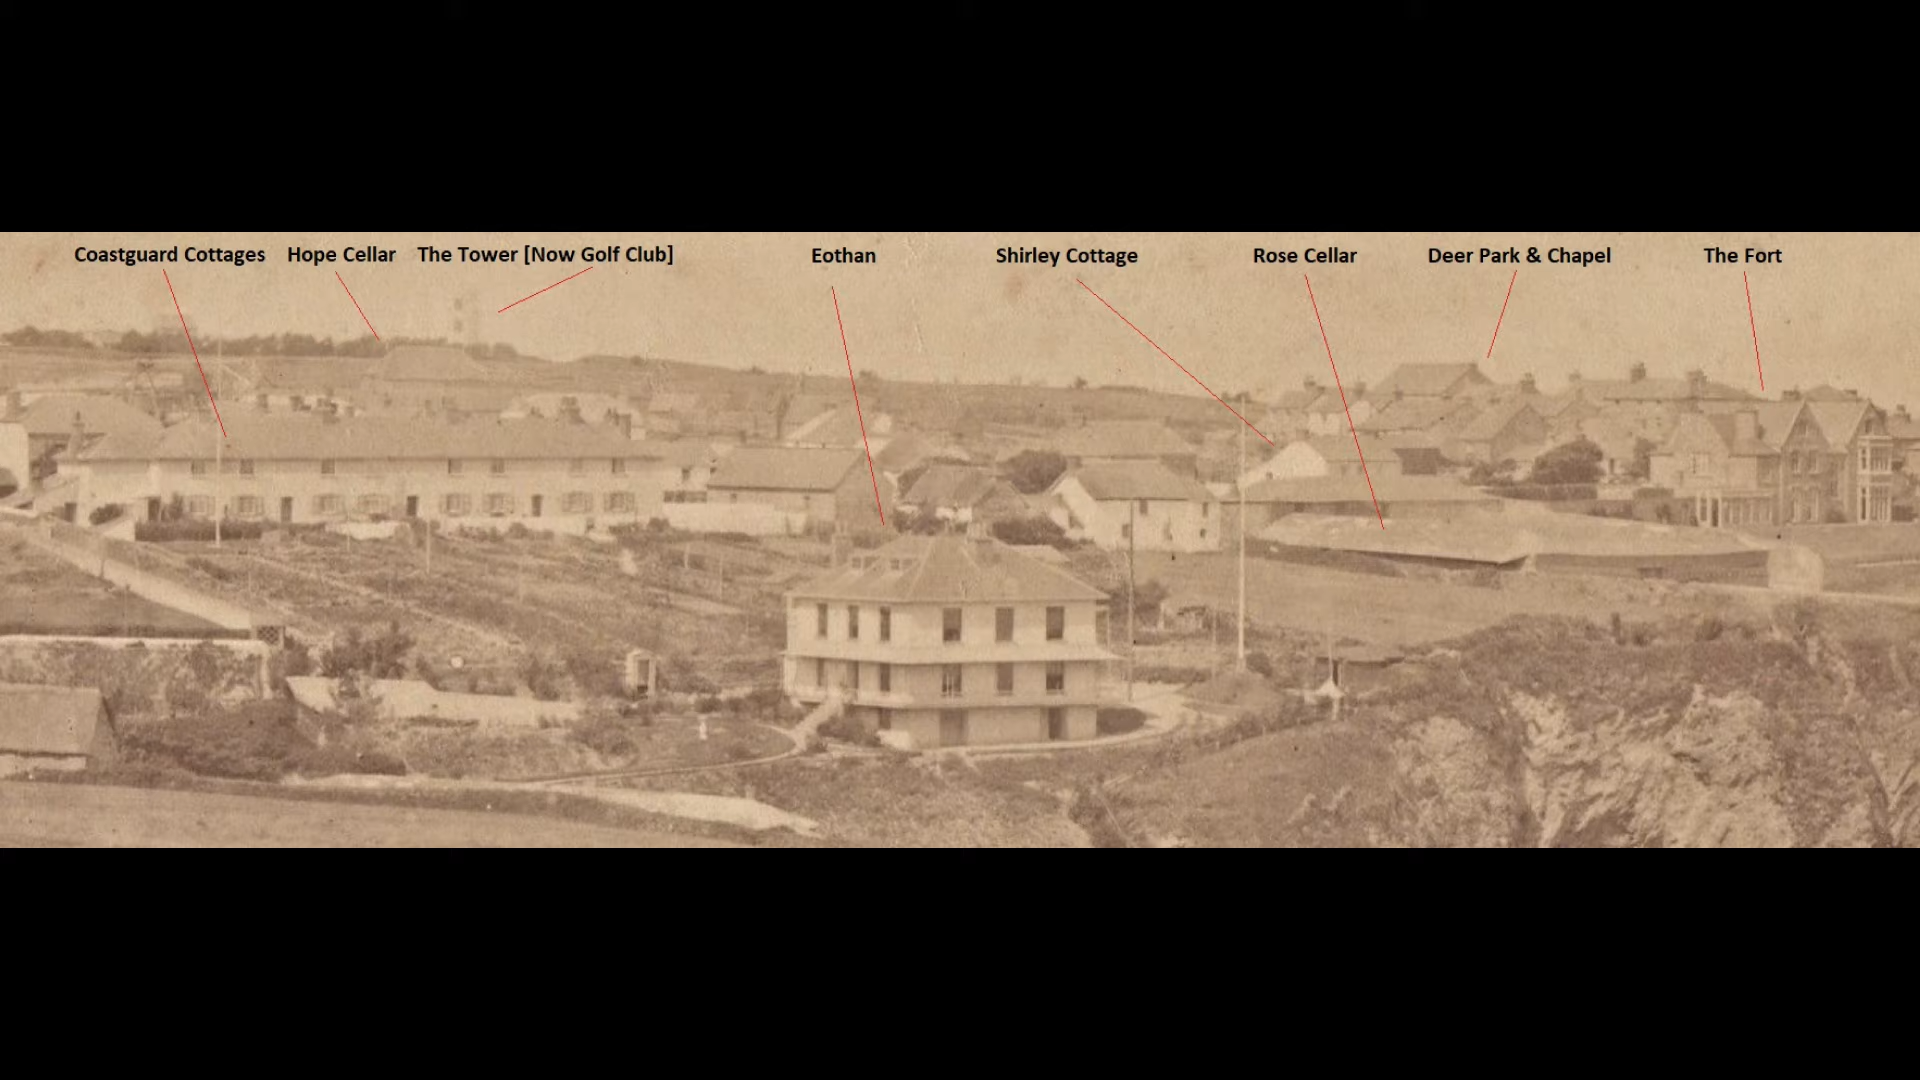 Coastguard Cottages
Hope Cellar
The Tower [Now Golf Club]
Eothan
Shirley Cottage
Rose Cellar
Deer Park & Chapel
The Fort